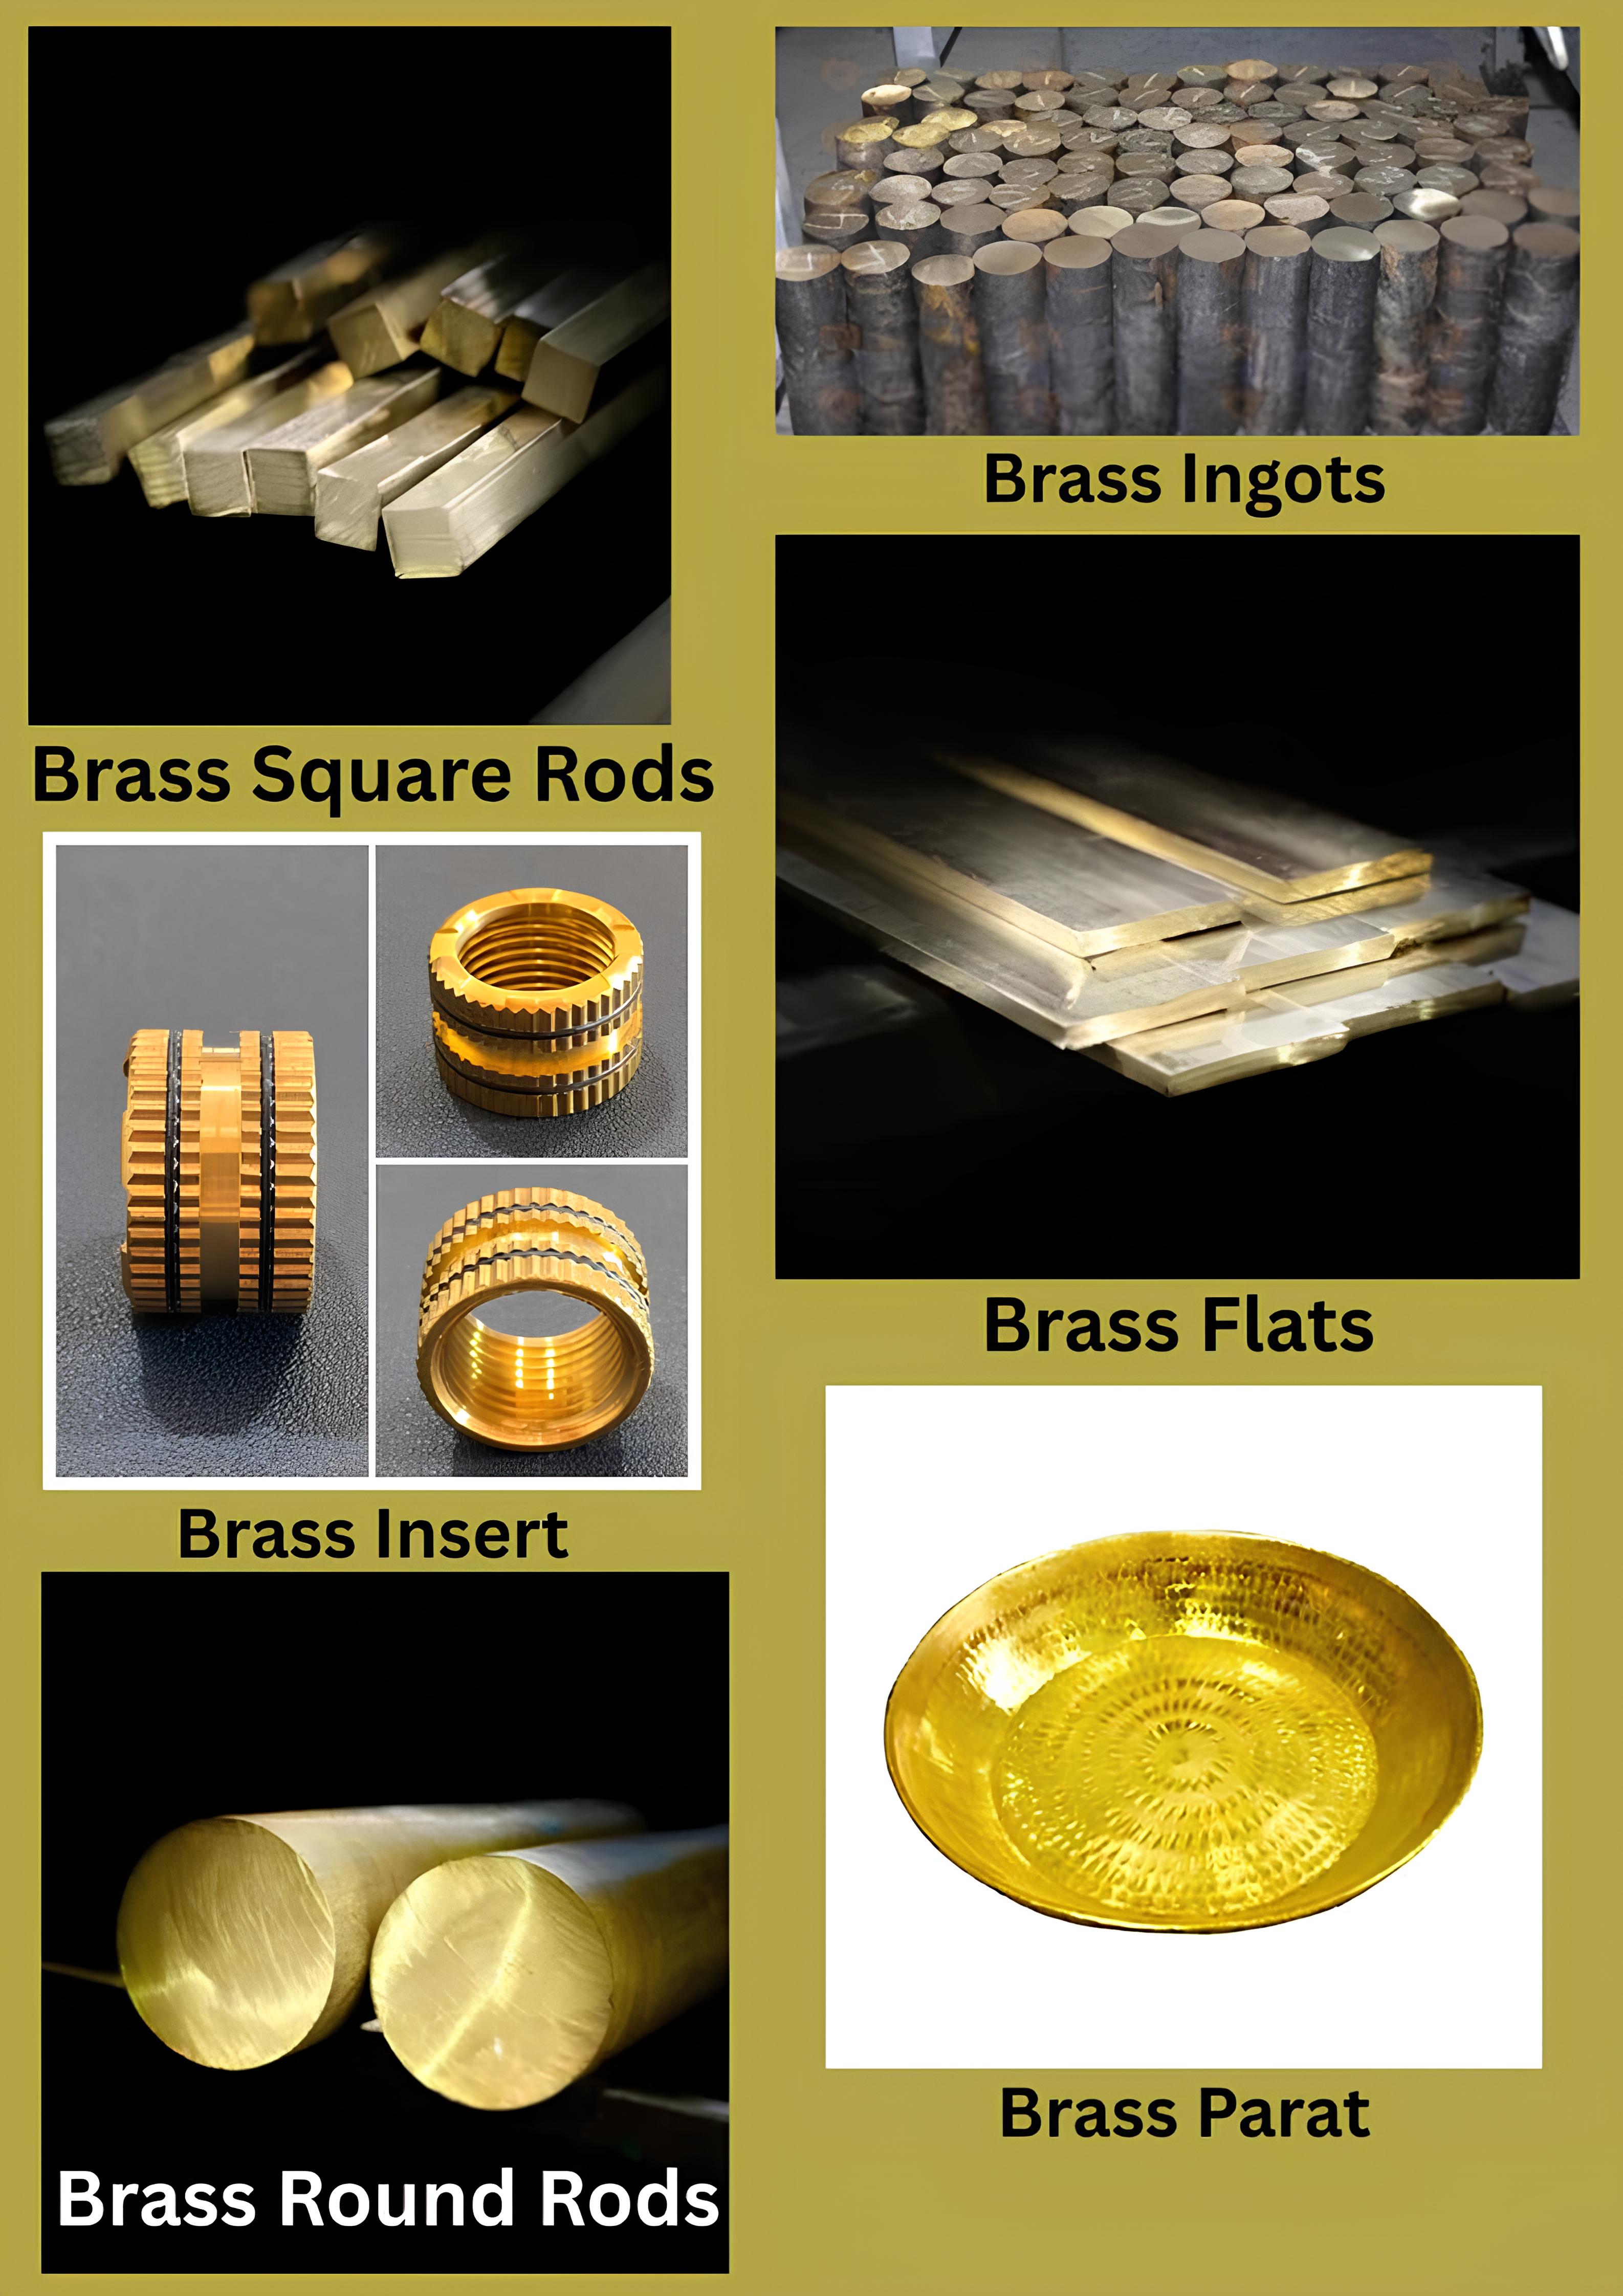 Brass Square Rods
Brass Insert
Brass Round Rods
Brass Ingots
Brass Flats
Brass Parat